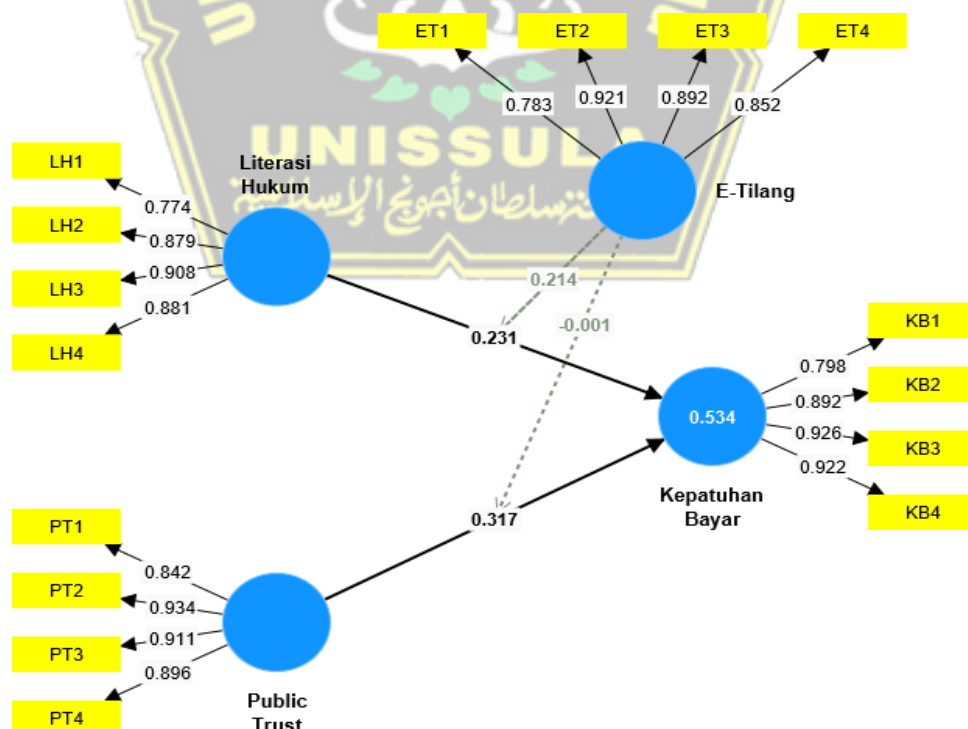 ET1
ET2
ET3
ET4
0.783
0.921
0.892
0.852
UNISSULA
E-Tilang
Literasi
Hukum
LH1
LH2
LH3
LH4
0.774
0.879
0.908
0.881
0.214
-0.001
0.231
0.317
0.534
Kepatuhan
Bayar
KB1
KB2
KB3
KB4
0.798
0.892
0.926
0.922
PT1
PT2
PT3
PT4
0.842
0.934
0.911
0.896
Public
Trust